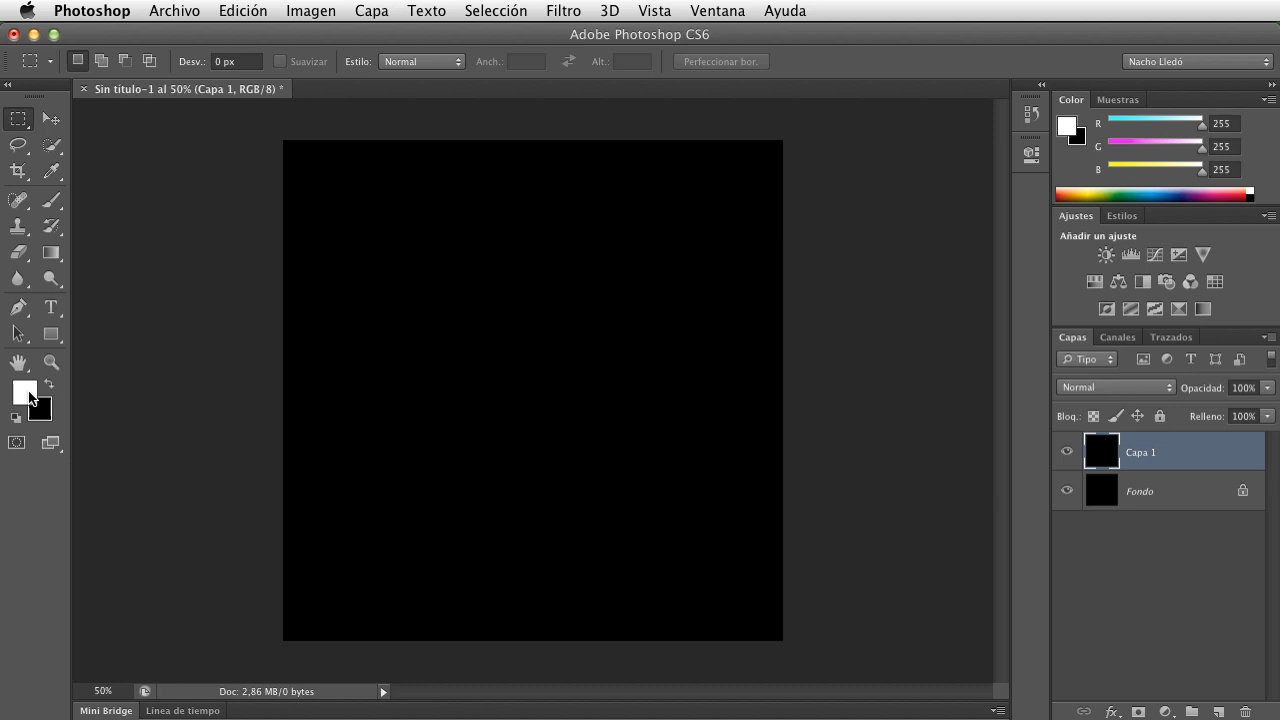 Photoshop Archivo Edición Imagen Capa Texto Selección Filtro 3D Vista Ventana Ayuda
Adobe Photoshop CS6
Desv.: 0 px Suavizar Estilo: Normal Anch.: Alt.: Perfeccionar bor. Nacho Lledó
Sin título-1 al 50% (Capa 1, RGB/8) *
Color Muestras
R 255
G 255
B 255
Ajustes Estilos
Añadir un ajuste
Capas Canales Trazados
Tipo
Normal Opacidad: 100%
Bloq.: Relleno: 100%
Capa 1
Fondo
50% Doc: 2,86 MB/0 bytes
Mini Bridge Línea de tiempo